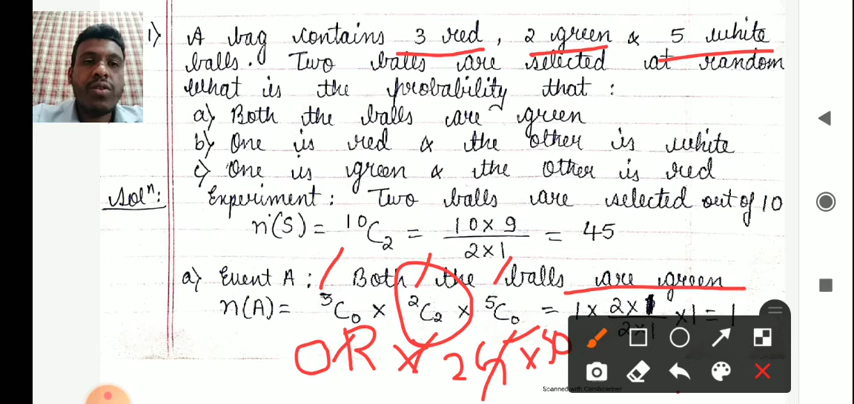 1) A bag contains 3 red, 2 green & 5 white
balls. Two balls are selected at random
What is the probability that :
a) Both the balls are green
b) One is red & the other is white
c) One is green & the other is red
Solⁿ: Experiment : Two balls are selected out of 10
n(S) = ¹⁰C₂ = 10 × 9 / 2 × 1 = 45
a) Event A : Both the balls are green
n(A) = ³C₀ × ²C₂ × ⁵C₀ = 1 × 2 × 1 / 2 × 1 × 1 = 1
OR
Scanned with CamScanner